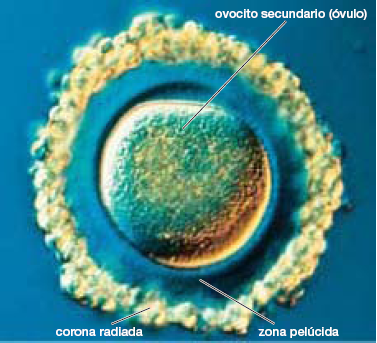 ovocito secundario (óvulo)
corona radiada
zona pelúcida